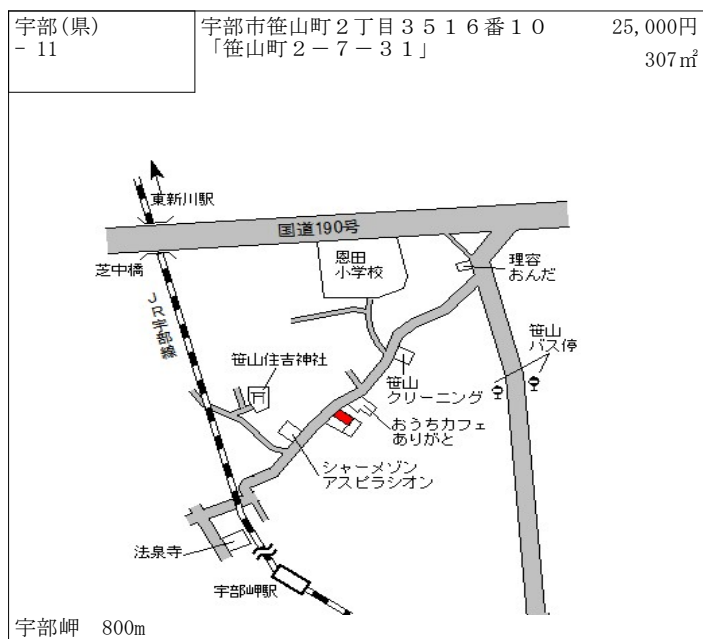 宇部(県)
- 11
宇部市笹山町２丁目３５１６番１０
「笹山町２－７－３１」
25,000円
307㎡
東新川駅
国道190号
芝中橋
恩田
小学校
理容
おんだ
ＪＲ宇部線
笹山
バス停
笹山住吉神社
笹山
クリーニング
おうちカフェ
ありがと
シャーメゾン
アスピラシオン
法泉寺
宇部岬駅
宇部岬　800m